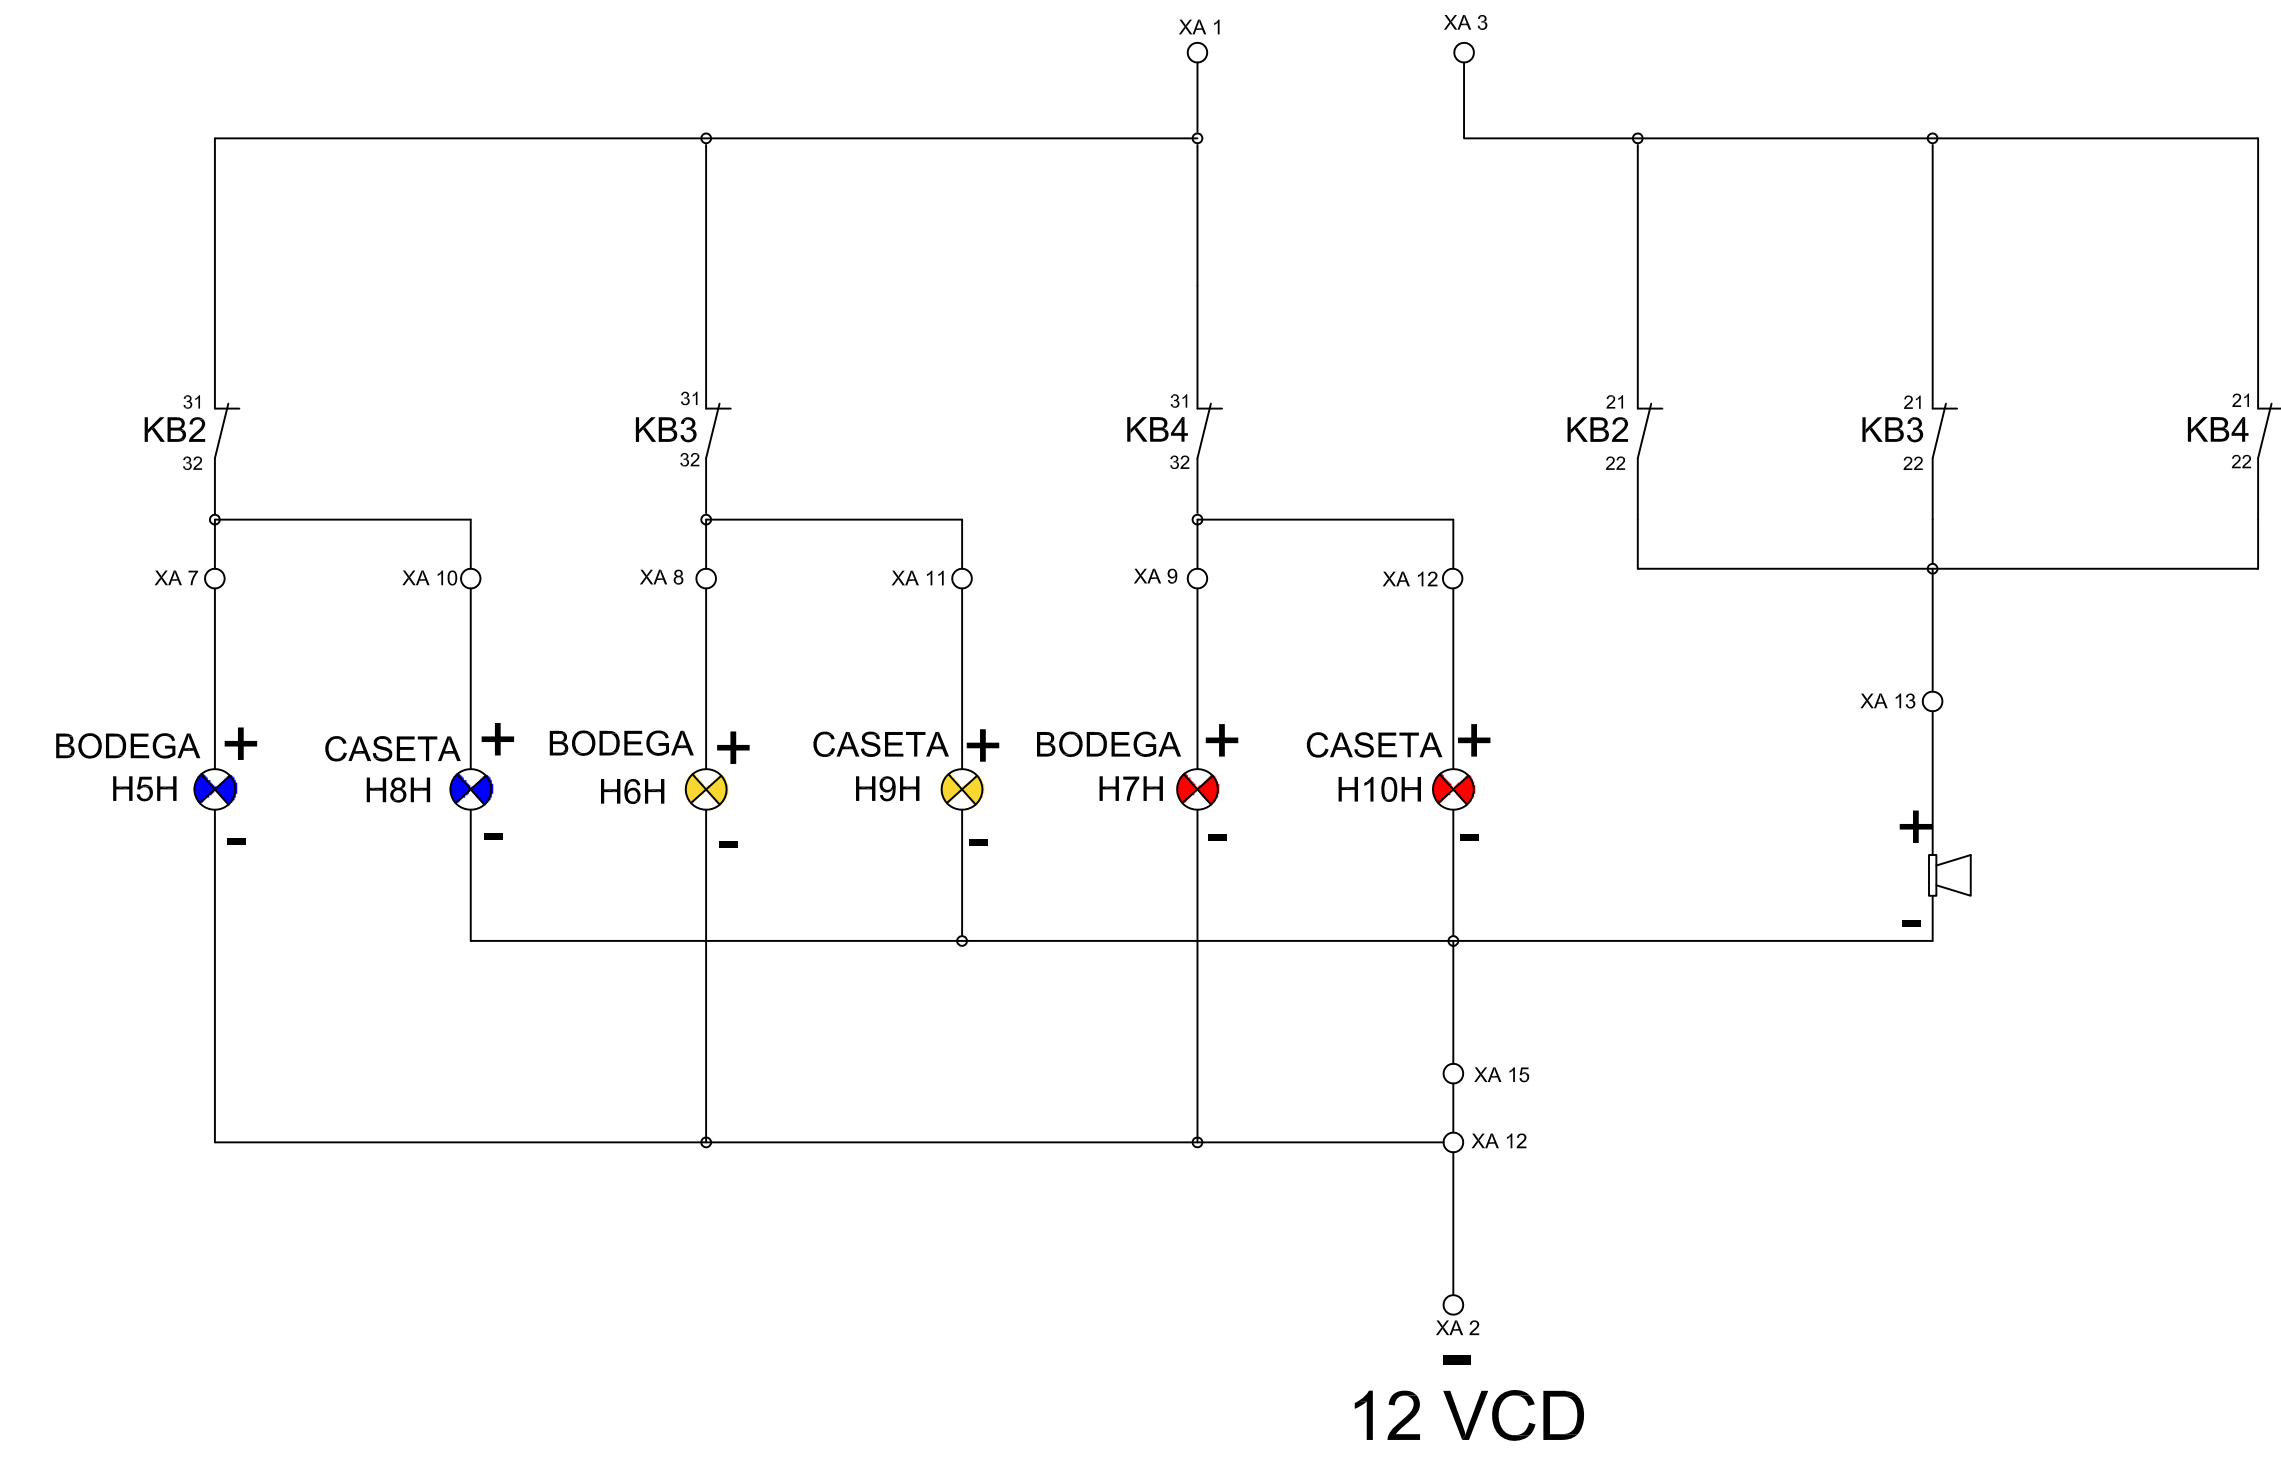 XA 1
XA 3
31
KB2
32
31
KB3
32
31
KB4
32
21
KB2
22
21
KB3
22
21
KB4
22
XA 7
XA 10
XA 8
XA 11
XA 9
XA 12
XA 13
BODEGA +
H5H
-
CASETA +
H8H
-
BODEGA +
H6H
-
CASETA +
H9H
-
BODEGA +
H7H
-
CASETA +
H10H
-
+
-
XA 15
XA 12
XA 2
-
12 VCD